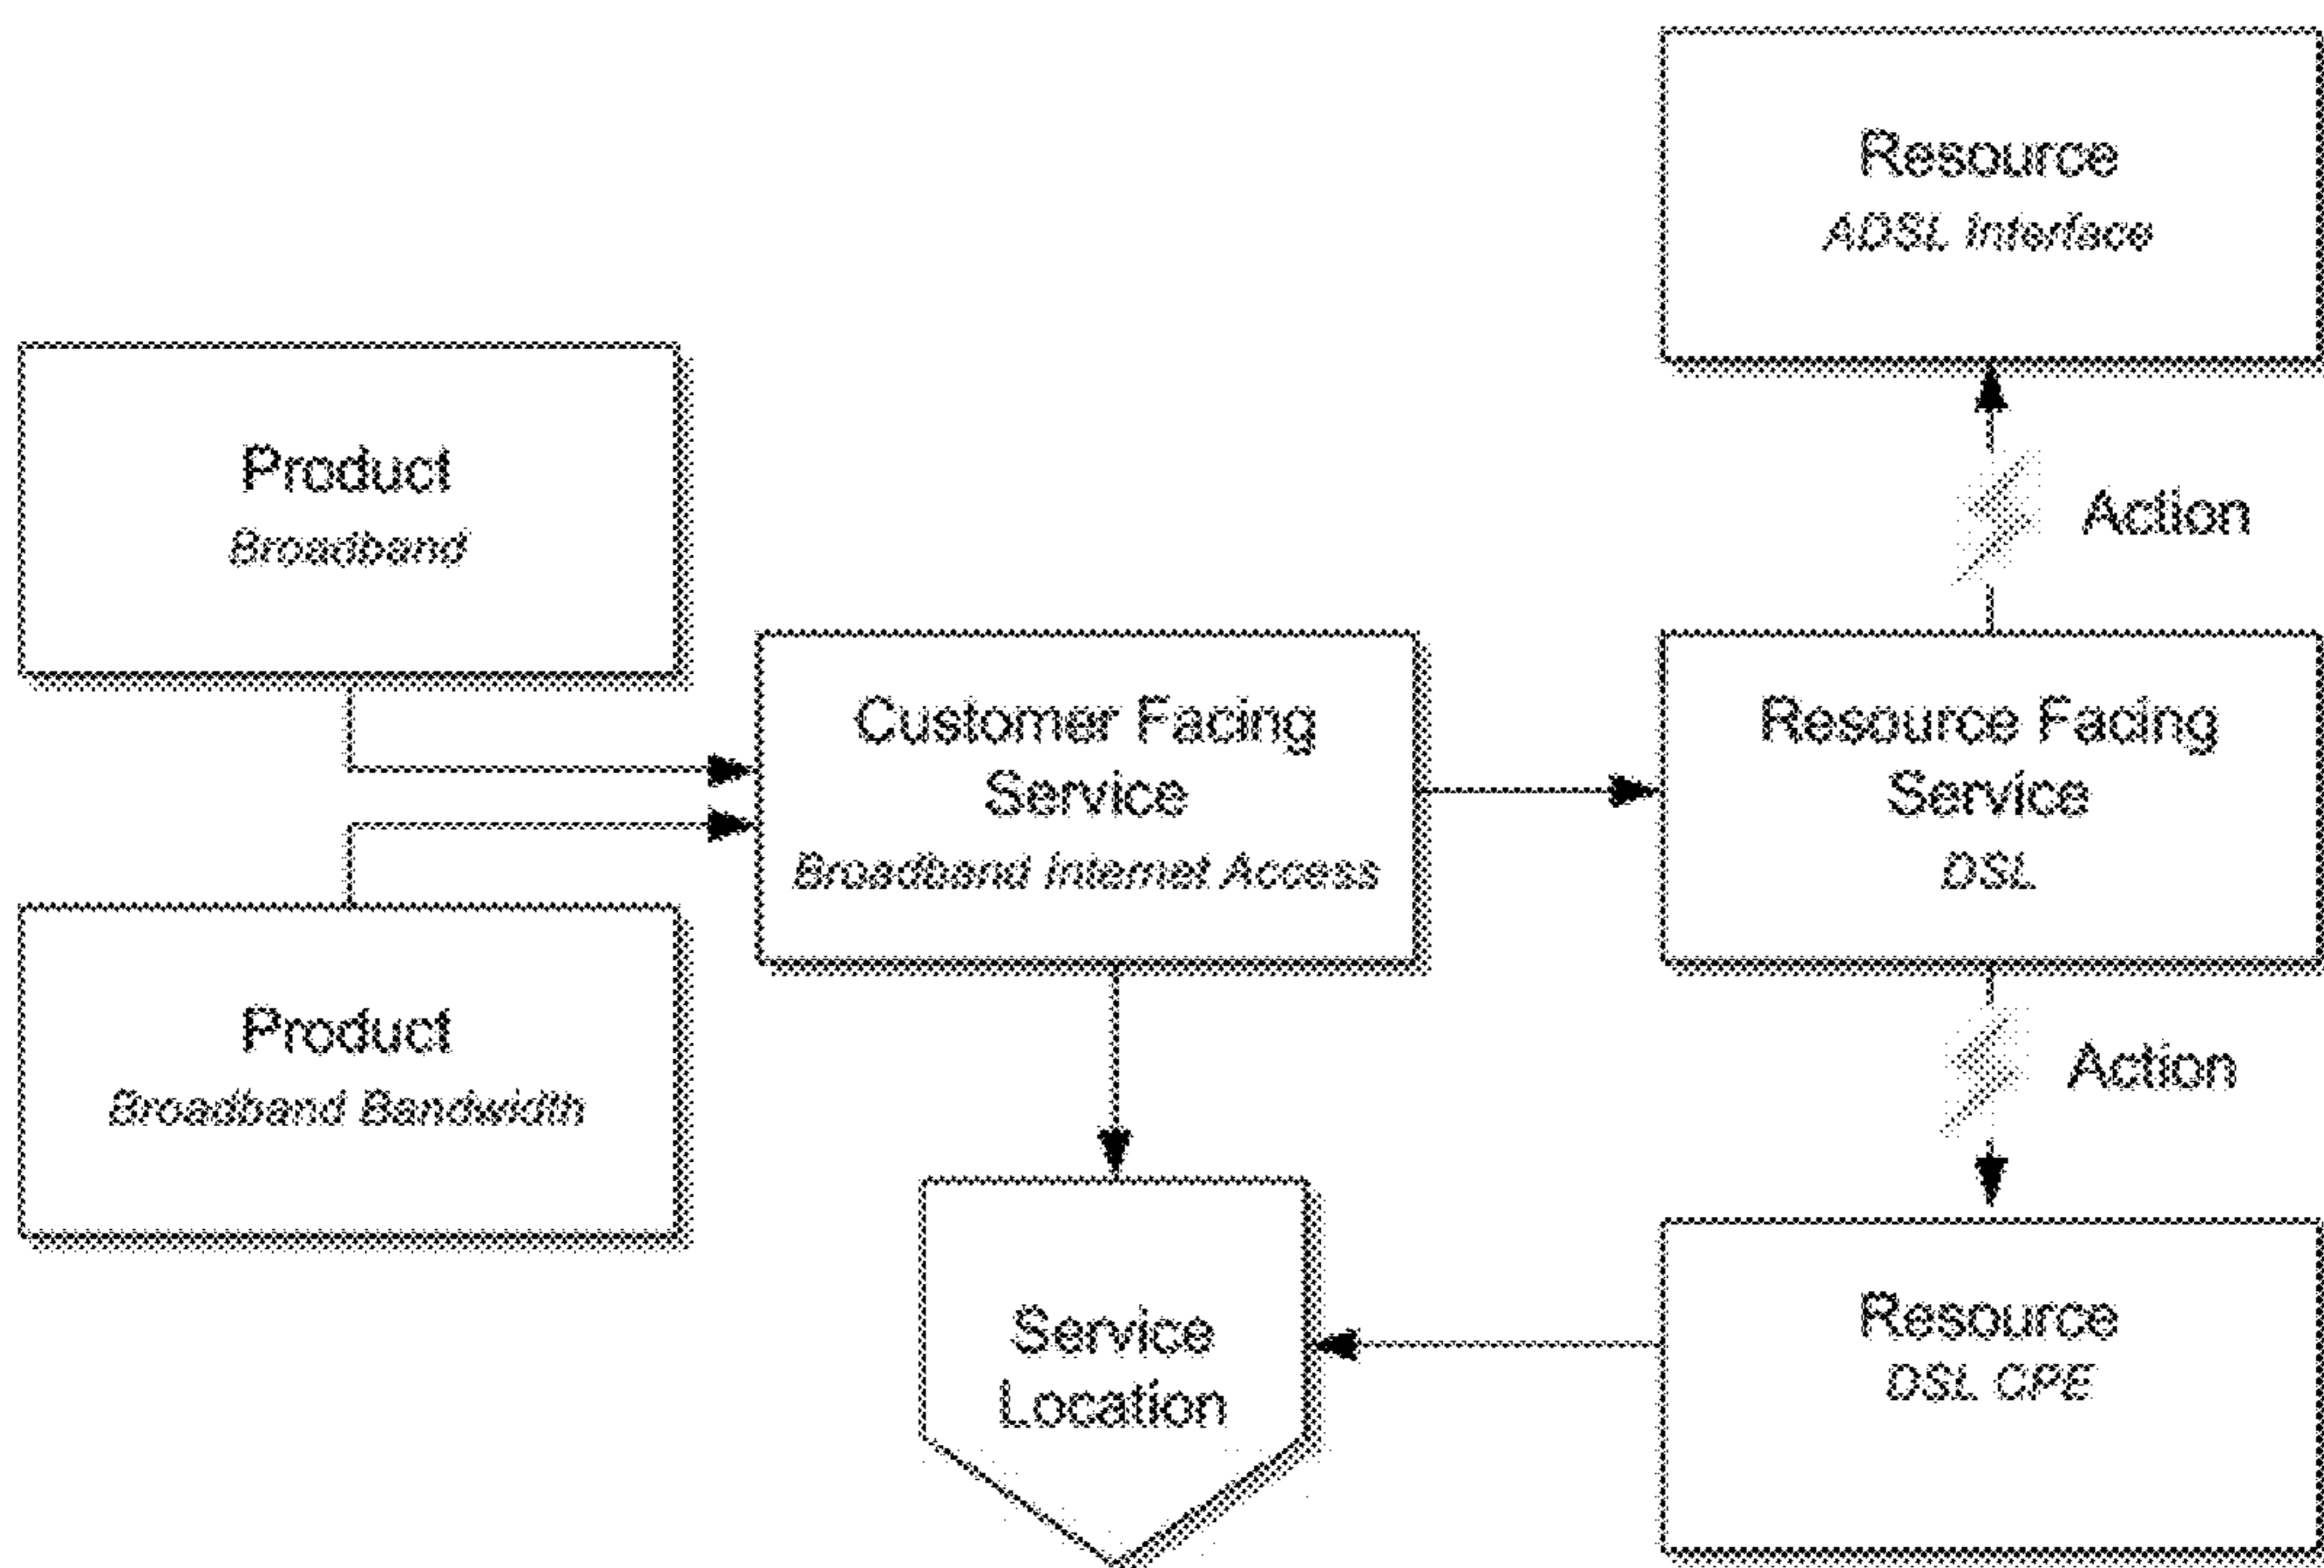 Resource
ADSL Interface
Product
Broadband
Action
Customer Facing
Service
Broadband Internet Access
Resource Facing
Service
DSL
Product
Broadband Bandwidth
Action
Service
Location
Resource
DSL CPE